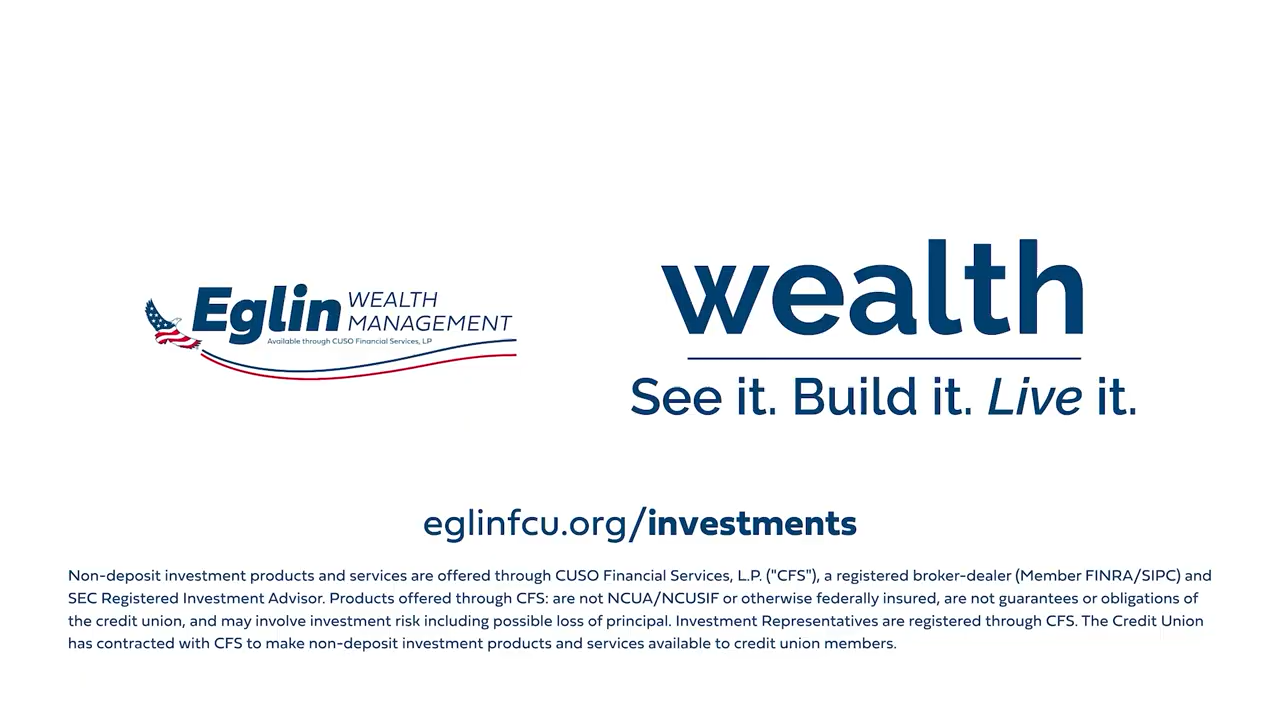 Eglin WEALTH
MANAGEMENT
Available through CUSO Financial Services, LP
wealth
See it. Build it. Live it.
eglinfcu.org/investments
Non-deposit investment products and services are offered through CUSO Financial Services, L.P. ("CFS"), a registered broker-dealer (Member FINRA/SIPC) and
SEC Registered Investment Advisor. Products offered through CFS: are not NCUA/NCUSIF or otherwise federally insured, are not guarantees or obligations of
the credit union, and may involve investment risk including possible loss of principal. Investment Representatives are registered through CFS. The Credit Union
has contracted with CFS to make non-deposit investment products and services available to credit union members.